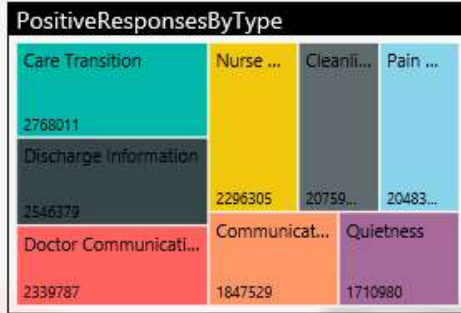 PositiveResponsesByType
Care Transition
2768011
Discharge Information
2546379
Doctor Communicati...
2339787
Nurse ...
2296305
Cleanli...
20759...
Pain ...
20483...
Communicat...
1847529
Quietness
1710980